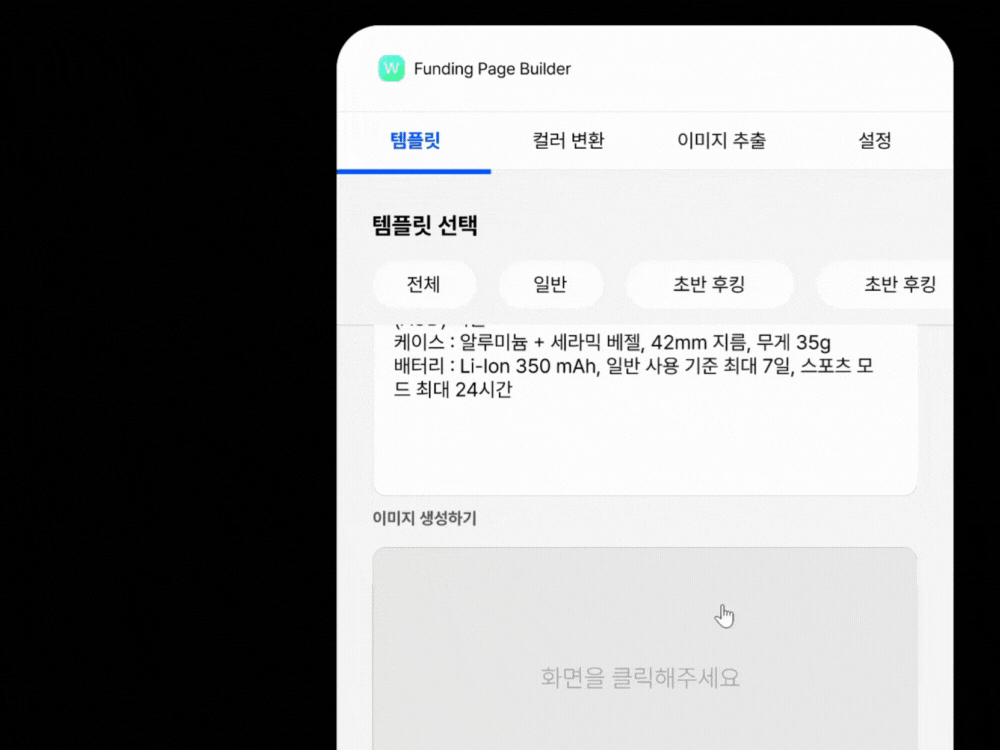 W Funding Page Builder
템플릿 컬러 변환 이미지 추출 설정
템플릿 선택
전체 일반 초반 후킹 초반 후킹
케이스 : 알루미늄 + 세라믹 베젤, 42mm 지름, 무게 35g
배터리 : Li-Ion 350 mAh, 일반 사용 기준 최대 7일, 스포츠 모
드 최대 24시간
이미지 생성하기
화면을 클릭해주세요